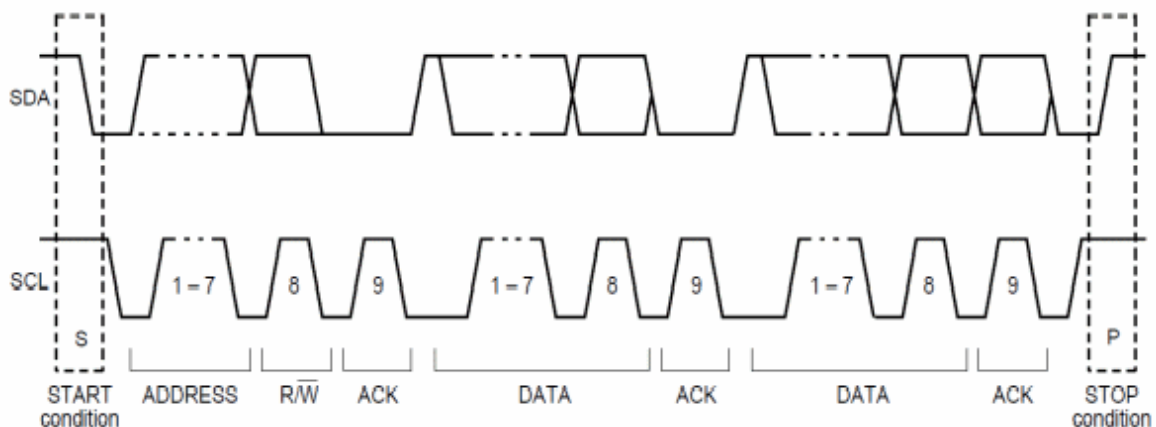 SDA
SCL
1 – 7 8 9 1 – 7 8 9 1 – 7 8 9
S P
START ADDRESS R/W̅ ACK DATA ACK DATA ACK STOP
condition condition